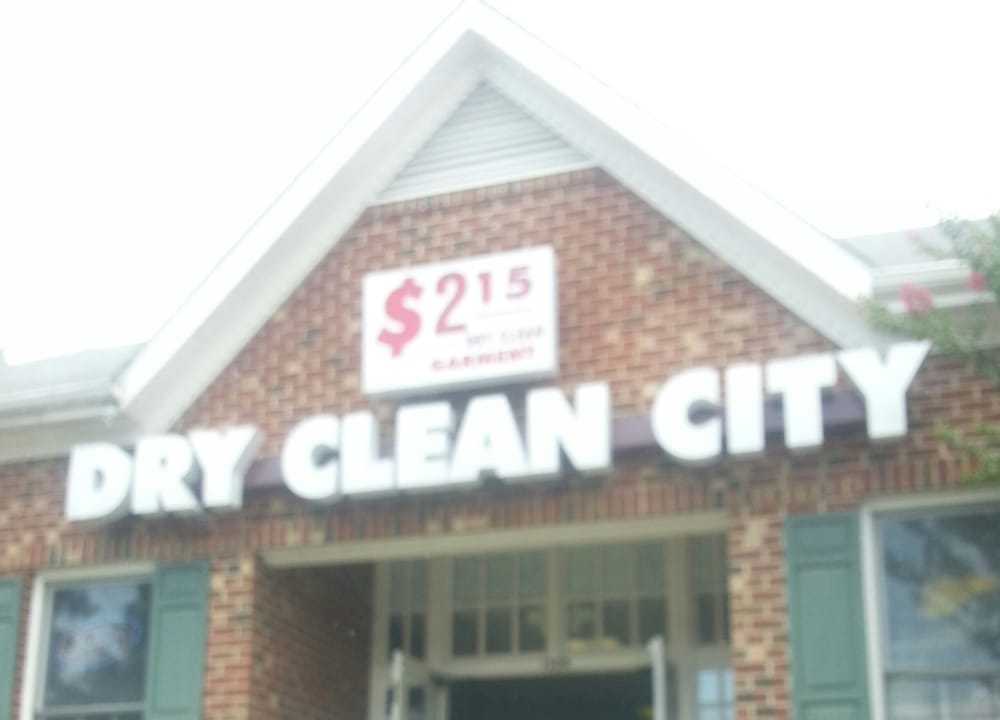 $2.15
DRY CLEAN
GARMENT
DRY CLEAN CITY